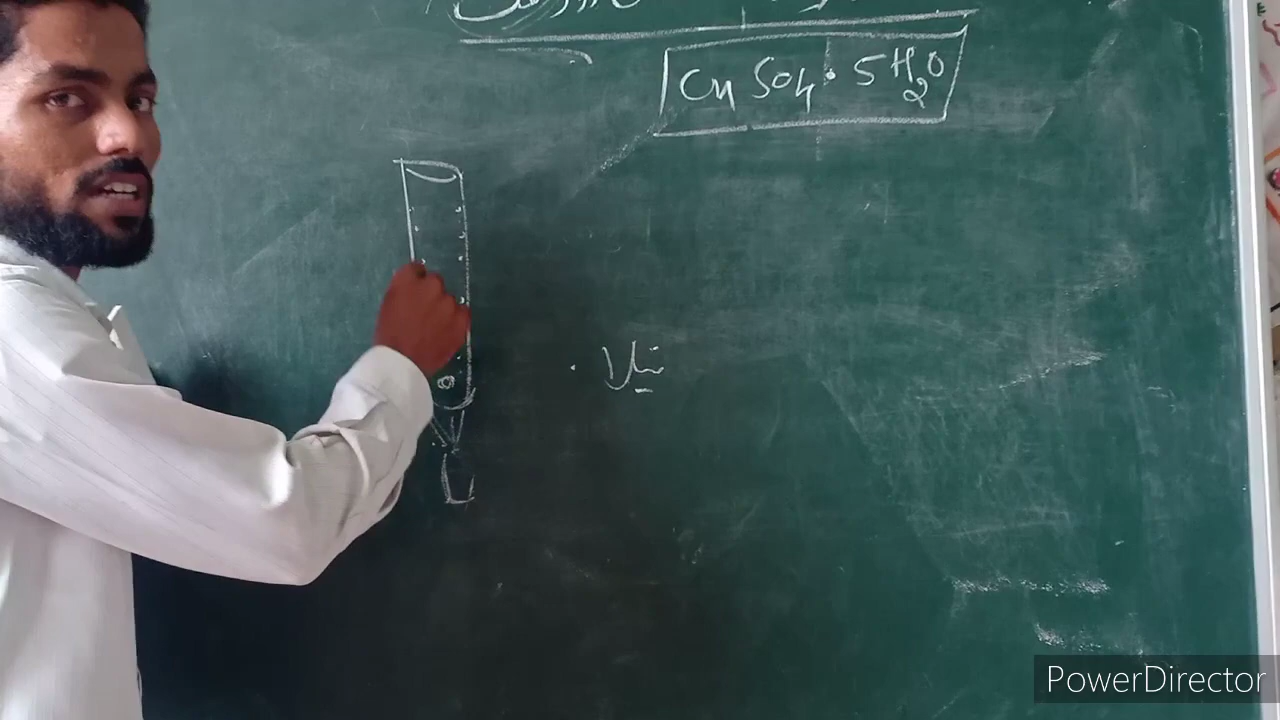 CuSO4 · 5H2O
نیلا
PowerDirector